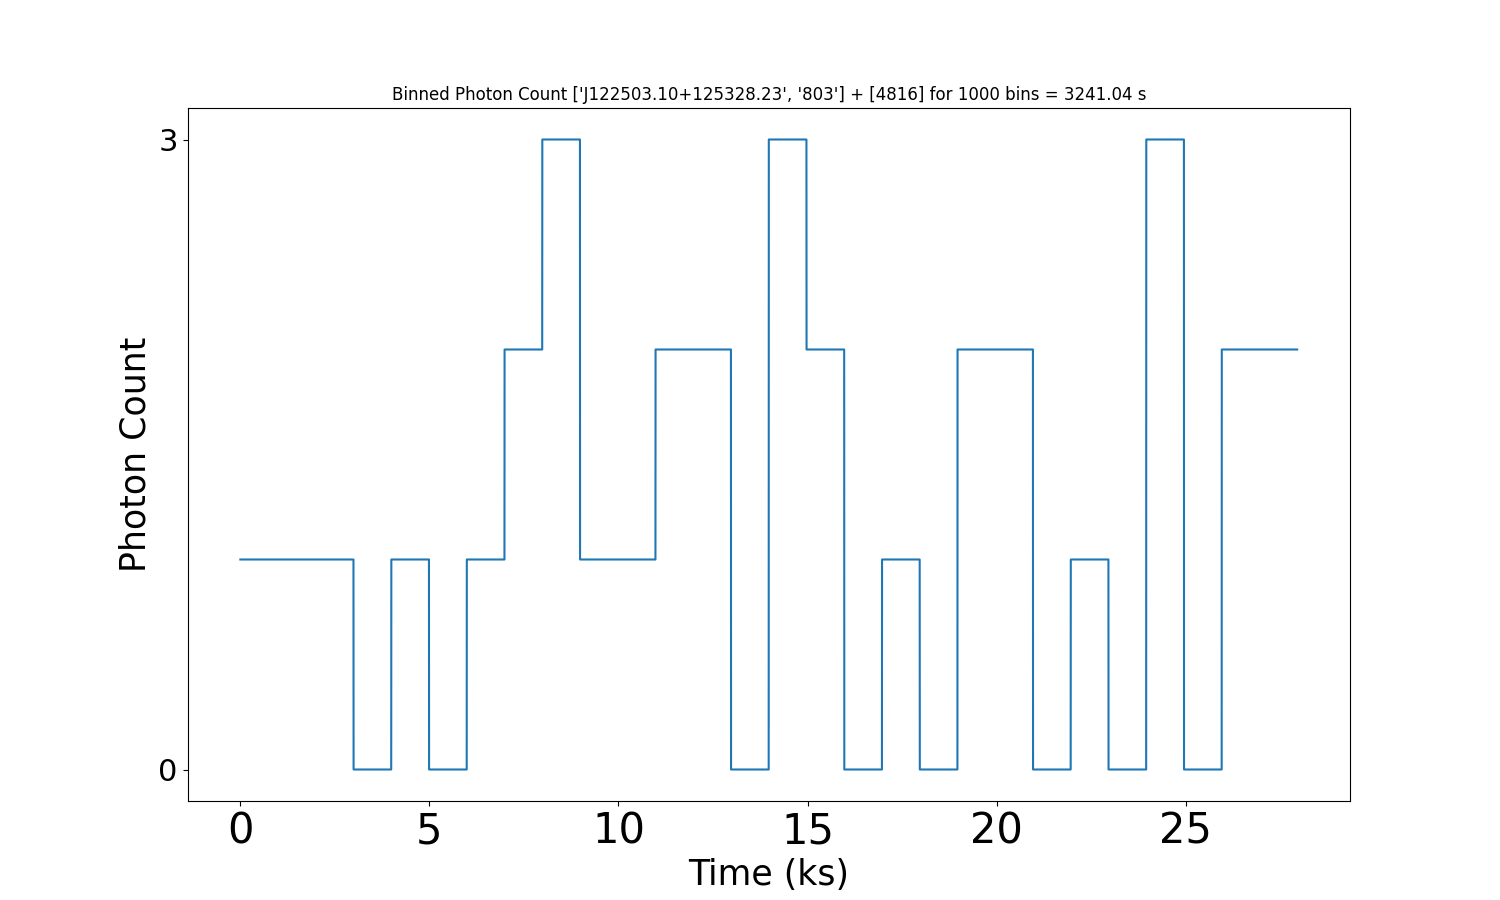 Binned Photon Count ['J122503.10+125328.23', '803'] + [4816] for 1000 bins = 3241.04 s
3
Photon Count
0
0 5 10 15 20 25
Time (ks)